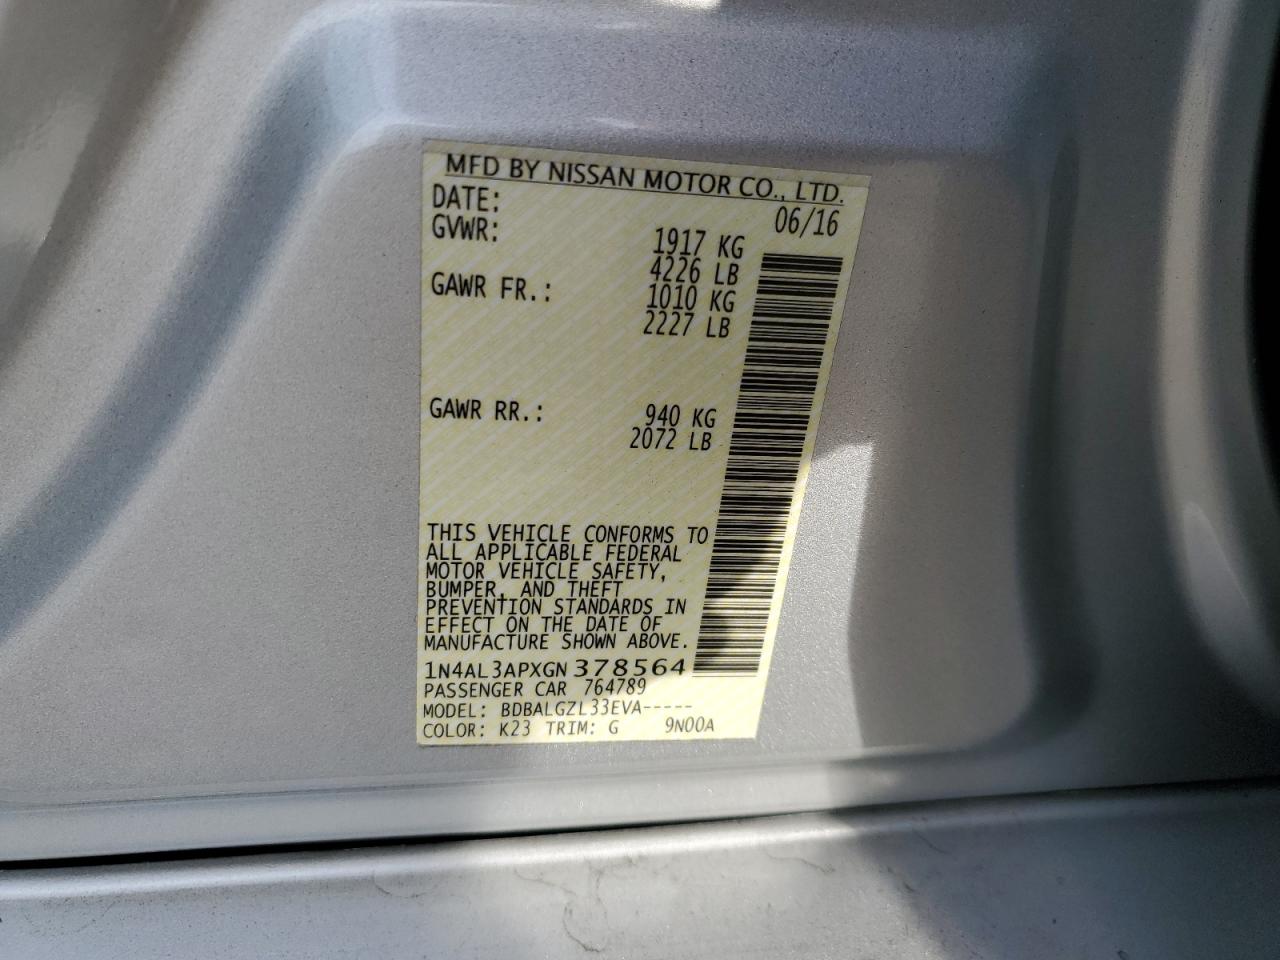 MFD BY NISSAN MOTOR CO., LTD.
DATE: 06/16
GVWR: 1917 KG
4226 LB
GAWR FR.: 1010 KG
2227 LB
GAWR RR.: 940 KG
2072 LB
THIS VEHICLE CONFORMS TO
ALL APPLICABLE FEDERAL
MOTOR VEHICLE SAFETY,
BUMPER, AND THEFT
PREVENTION STANDARDS IN
EFFECT ON THE DATE OF
MANUFACTURE SHOWN ABOVE.
1N4AL3APXGN378564
PASSENGER CAR 764789
MODEL: BDBALGZL33EVA-----
COLOR: K23 TRIM: G 9N00A